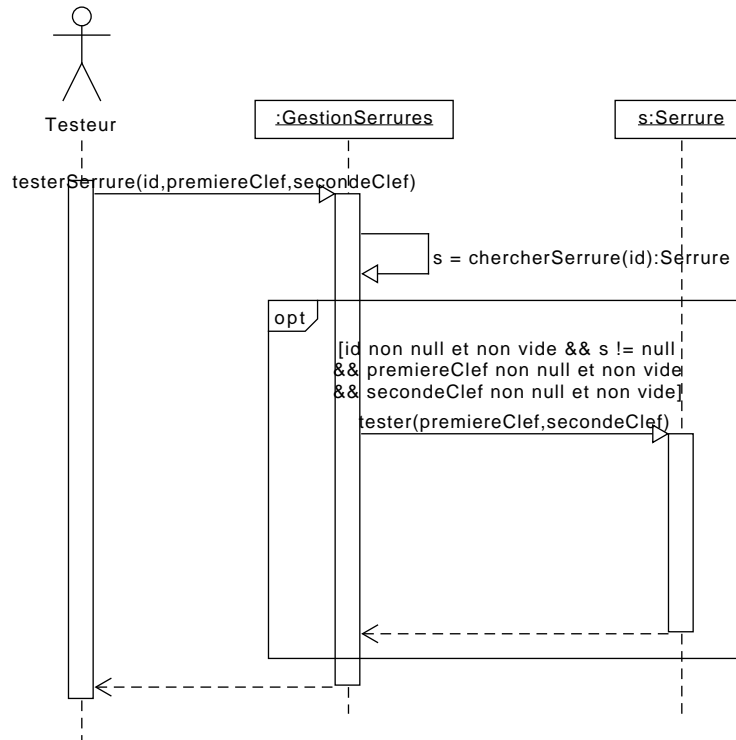 Testeur
:GestionSerrures
s:Serrure
testerSerrure(id,premiereClef,secondeClef)
s = chercherSerrure(id):Serrure
opt
[id non null et non vide && s != null
&& premiereClef non null et non vide
&& secondeClef non null et non vide]
tester(premiereClef,secondeClef)